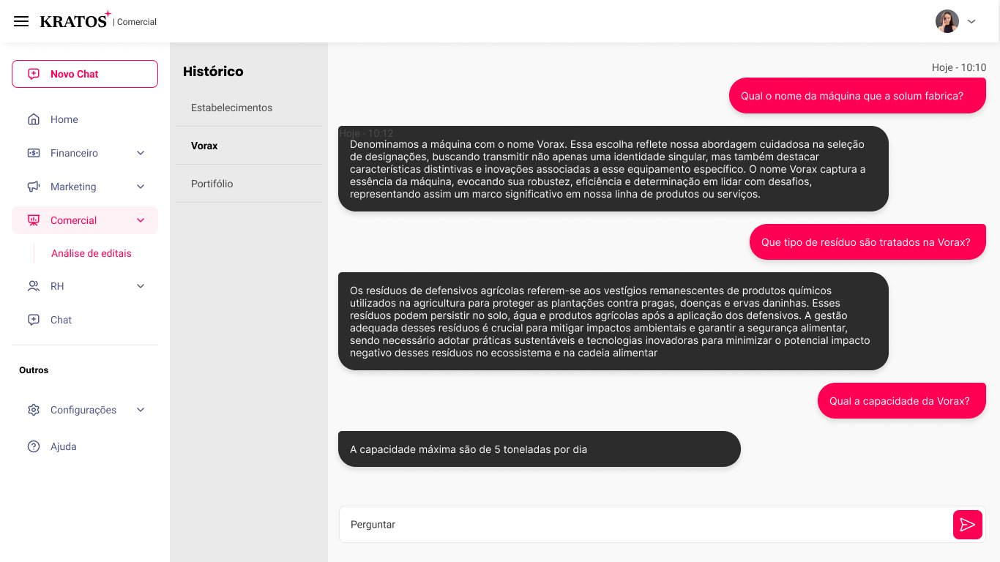 KRATOS | Comercial
Novo Chat
Home
Financeiro
Marketing
Comercial
Análise de editais
RH
Chat
Outros
Configurações
Ajuda
Histórico
Estabelecimentos
Vorax
Portifólio
Hoje - 10:10
Qual o nome da máquina que a solum fabrica?
Hoje - 10:12
Denominamos a máquina com o nome Vorax. Essa escolha reflete nossa abordagem cuidadosa na seleção
de designações, buscando transmitir não apenas uma identidade singular, mas também destacar
características distintivas e inovações associadas a esse equipamento específico. O nome Vorax captura a
essência da máquina, evocando sua robustez, eficiência e determinação em lidar com desafios,
representando assim um marco significativo em nossa linha de produtos ou serviços.
Que tipo de resíduo são tratados na Vorax?
Os resíduos de defensivos agrícolas referem-se aos vestígios remanescentes de produtos químicos
utilizados na agricultura para proteger as plantações contra pragas, doenças e ervas daninhas. Esses
resíduos podem persistir no solo, água e produtos agrícolas após a aplicação dos defensivos. A gestão
adequada desses resíduos é crucial para mitigar impactos ambientais e garantir a segurança alimentar,
sendo necessário adotar práticas sustentáveis e tecnologias inovadoras para minimizar o potencial impacto
negativo desses resíduos no ecossistema e na cadeia alimentar
Qual a capacidade da Vorax?
A capacidade máxima são de 5 toneladas por dia
Perguntar